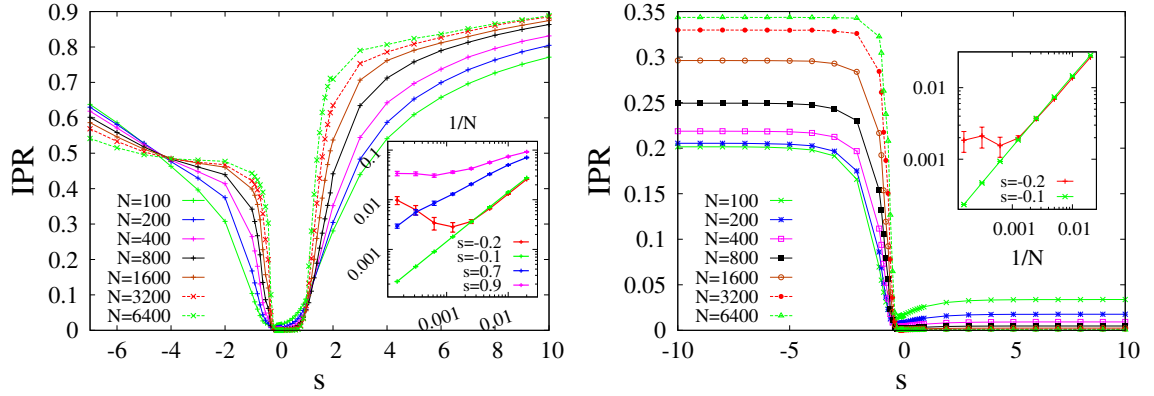 IPR
0.9
0.8
0.7
0.6
0.5
0.4
0.3
0.2
0.1
0
-6 -4 -2 0 2 4 6 8 10
s
N=100
N=200
N=400
N=800
N=1600
N=3200
N=6400
1/N
0.1
0.01
0.001
0.001 0.01
s=-0.2
s=-0.1
s=0.7
s=0.9
IPR
0.35
0.3
0.25
0.2
0.15
0.1
0.05
0
-10 -5 0 5 10
s
N=100
N=200
N=400
N=800
N=1600
N=3200
N=6400
0.01
0.001
0.001 0.01
1/N
s=-0.2
s=-0.1